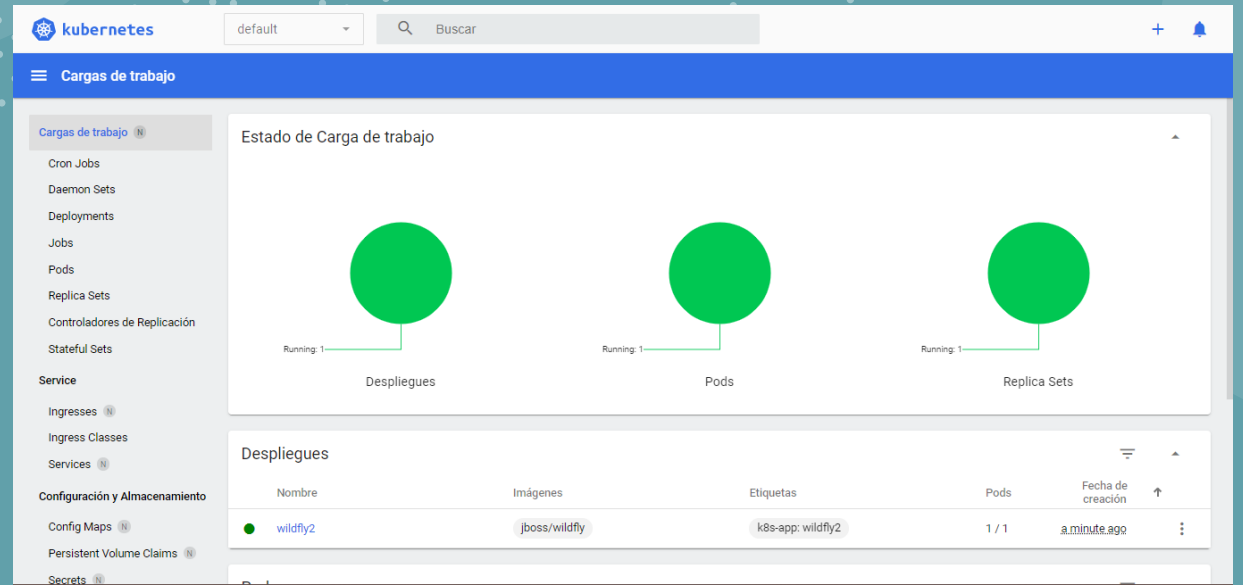 kubernetes
default
Buscar
Cargas de trabajo
Cargas de trabajo N
Cron Jobs
Daemon Sets
Deployments
Jobs
Pods
Replica Sets
Controladores de Replicación
Stateful Sets
Service
Ingresses N
Ingress Classes
Services N
Configuración y Almacenamiento
Config Maps N
Persistent Volume Claims N
Secrets N
Estado de Carga de trabajo
Running: 1
Running: 1
Running: 1
Despliegues
Pods
Replica Sets
Despliegues
Nombre
Imágenes
Etiquetas
Pods
Fecha de
creación
wildfly2
jboss/wildfly
k8s-app: wildfly2
1 / 1
a minute ago